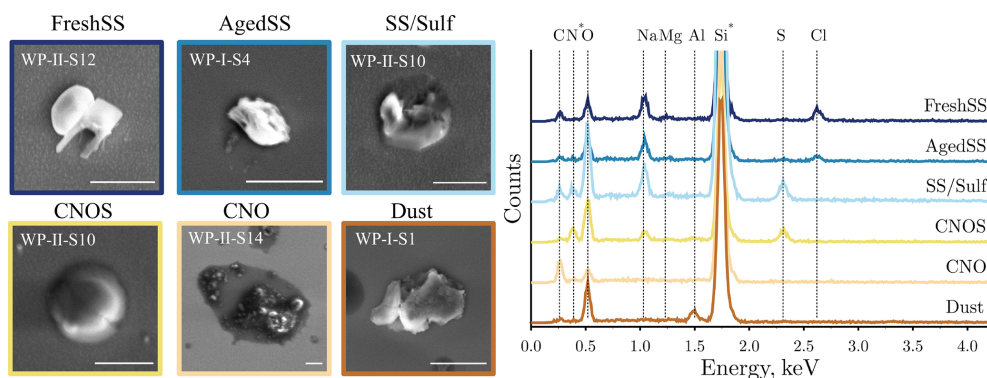 FreshSS
AgedSS
SS/Sulf
WP-II-S12
WP-I-S4
WP-II-S10
CNOS
CNO
Dust
WP-II-S10
WP-II-S14
WP-I-S1
C N* O Na Mg Al Si* S Cl
FreshSS
AgedSS
SS/Sulf
CNOS
CNO
Dust
Counts
0.0 0.5 1.0 1.5 2.0 2.5 3.0 3.5 4.0
Energy, keV